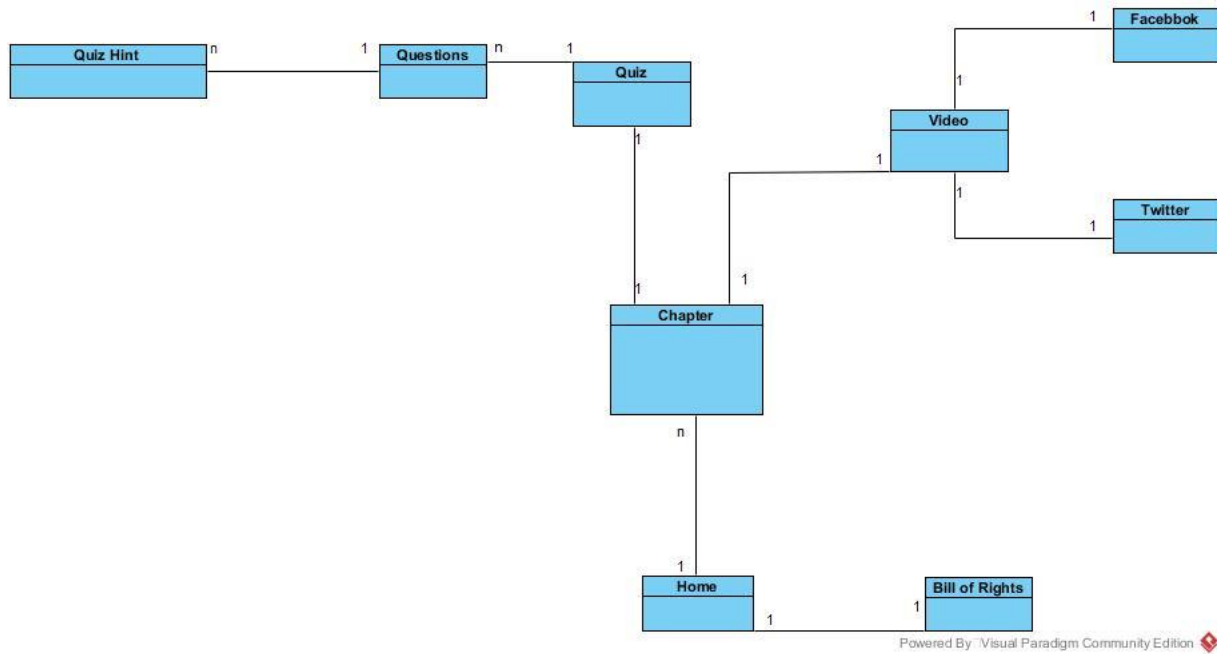 Facebbok
1
Quiz Hint
n
1
Questions
n
1
Quiz
1
Video
1
1
1
1
Twitter
1
1
1
Chapter
n
1
Home
1
1
Bill of Rights
Powered By Visual Paradigm Community Edition